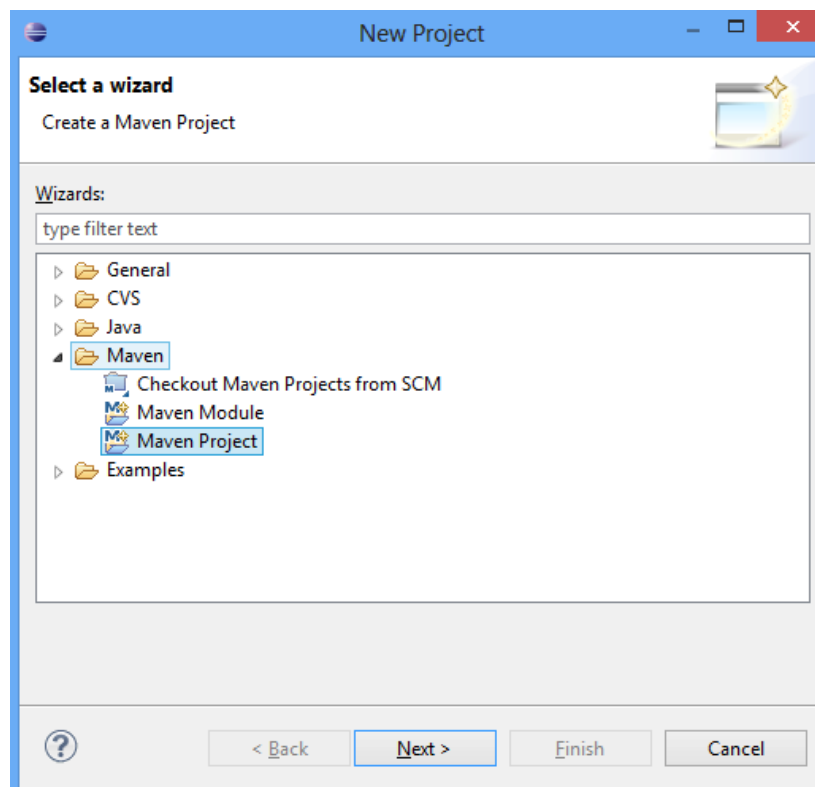 New Project
Select a wizard
Create a Maven Project
Wizards:
type filter text
General
CVS
Java
Maven
Checkout Maven Projects from SCM
Maven Module
Maven Project
Examples
< Back Next > Finish Cancel